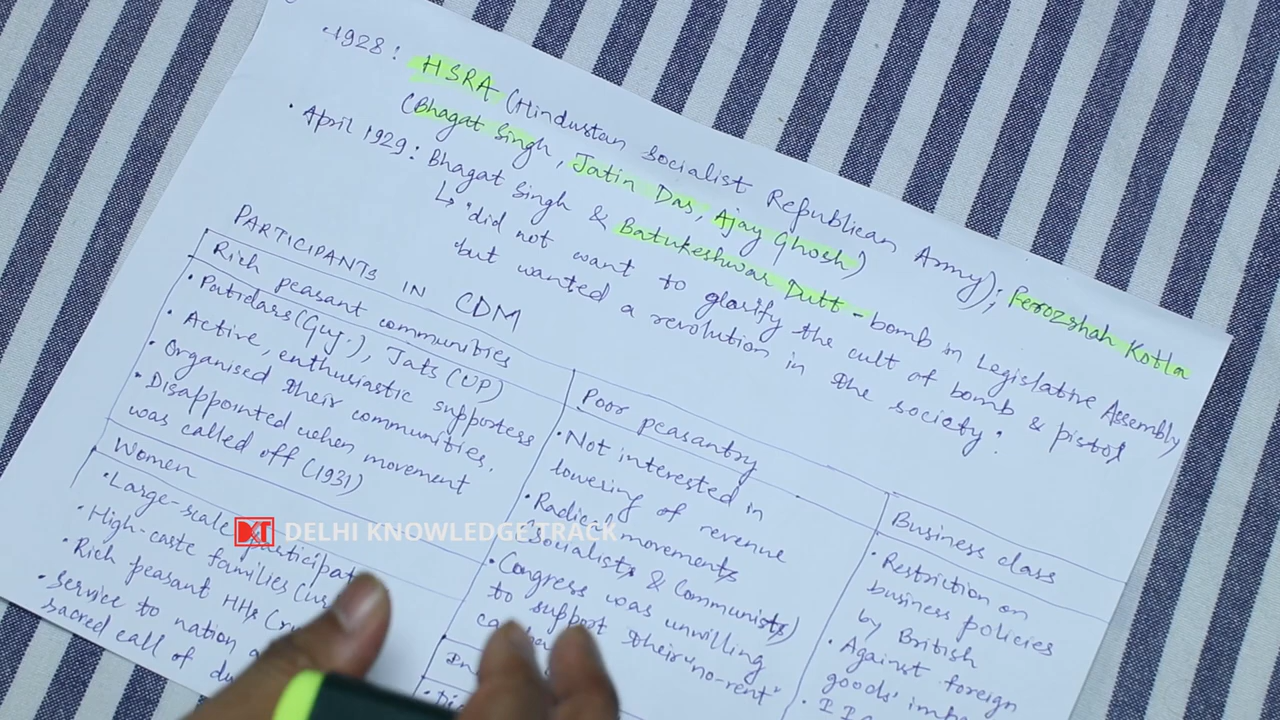 • 1928 : HSRA (Hindustan Socialist Republican Army); Ferozshah Kotla
(Bhagat Singh, Jatin Das, Ajay Ghosh)
• April 1929 : Bhagat Singh & Batukeshwar Dutt - bomb in Legislative Assembly
↳ "did not want to glorify the cult of bomb & pistol
but wanted a revolution in the society."
PARTICIPANTS IN CDM
Rich peasant communities
• Patidars (Guj.), Jats (UP)
• Active, enthusiastic supporters
• Organised their communities.
• Disappointed when movement
was called off (1931)
Women
• Large-scale
• High-caste families
• Rich peasant HHs
• Service to nation
sacred call of
Poor peasantry
• Not interested in
lowering of revenue
• Radical movements
(Socialists & Communists)
• Congress was unwilling
to support their "no-rent"
Business class
• Restriction on
business policies
by British
• Against foreign
goods'
DKT DELHI KNOWLEDGE TRACK